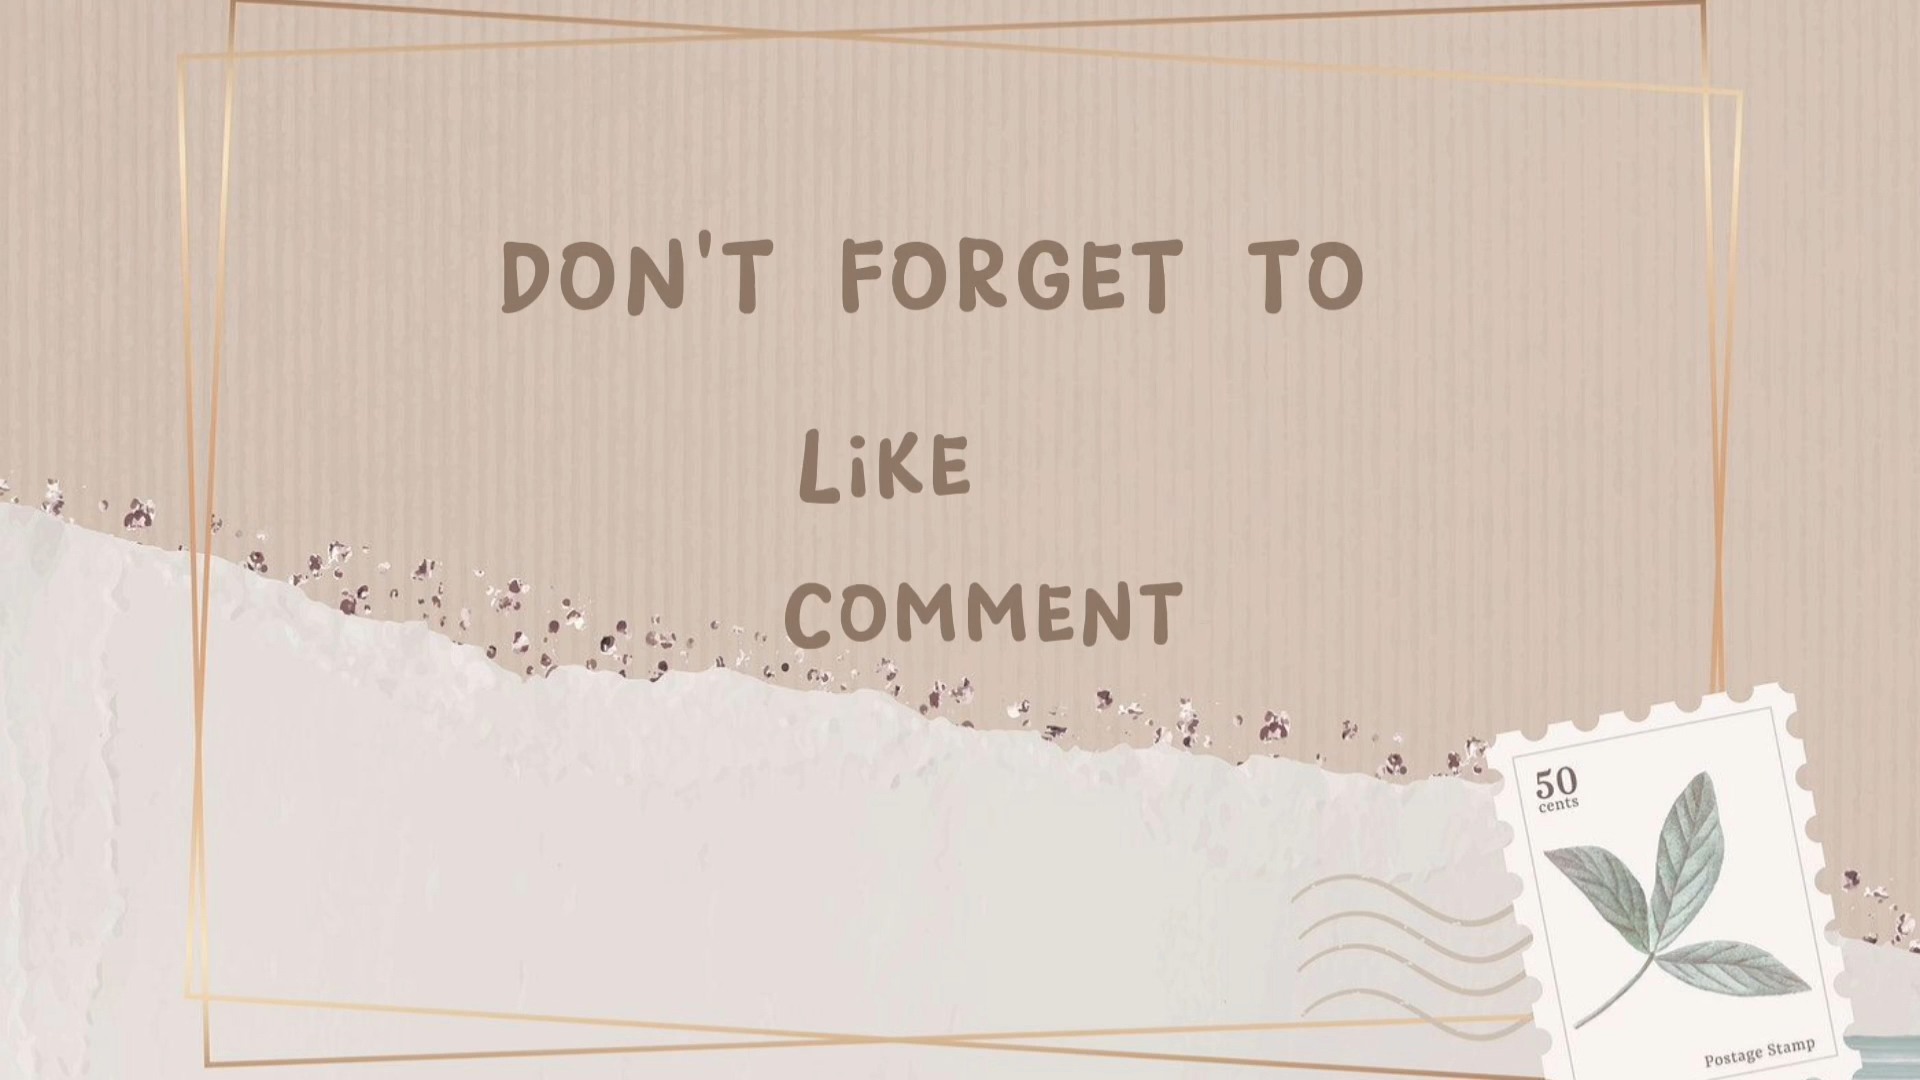 DON'T FORGET TO
LiKE
COMMENT
50
cents
Postage Stamp